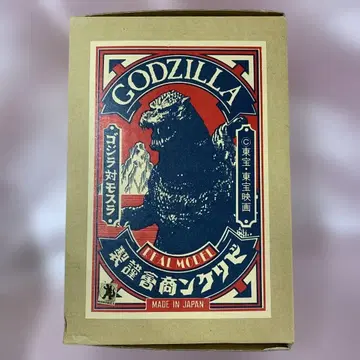 GODZILLA
ゴジラ対モスラ
©東宝・東宝映画
REAL MODEL
ビリケン商會謹製
MADE IN JAPAN